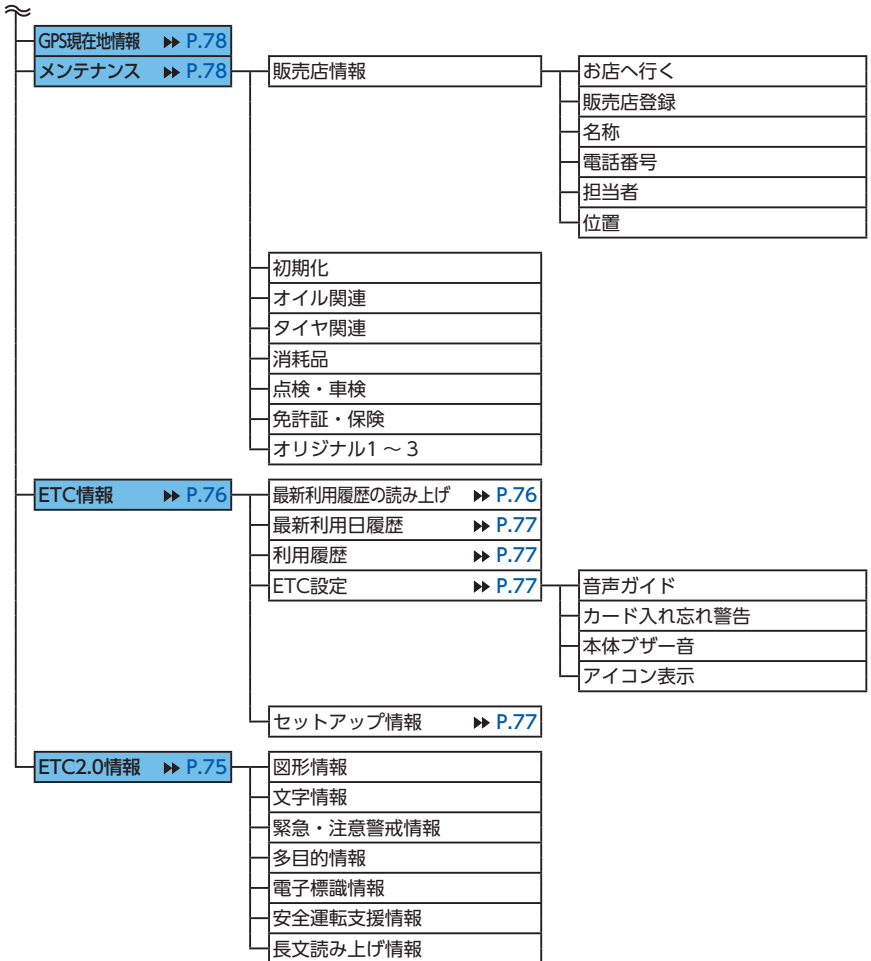 GPS現在地情報 P.78
メンテナンス P.78 販売店情報 お店へ行く
販売店登録
名称
電話番号
担当者
位置
初期化
オイル関連
タイヤ関連
消耗品
点検・車検
免許証・保険
オリジナル1 ～ 3
ETC情報 P.76 最新利用履歴の読み上げ P.76
最新利用日履歴 P.77
利用履歴 P.77
ETC設定 P.77 音声ガイド
カード入れ忘れ警告
本体ブザー音
アイコン表示
セットアップ情報 P.77
ETC2.0情報 P.75 図形情報
文字情報
緊急・注意警戒情報
多目的情報
電子標識情報
安全運転支援情報
長文読み上げ情報